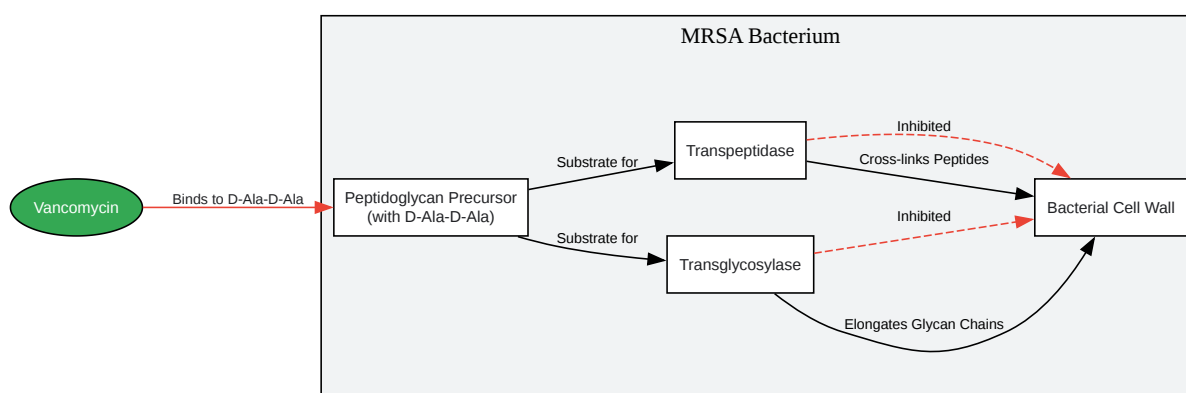 MRSA Bacterium
Vancomycin
Binds to D-Ala-D-Ala
Peptidoglycan Precursor
(with D-Ala-D-Ala)
Substrate for
Substrate for
Transpeptidase
Transglycosylase
Inhibited
Cross-links Peptides
Inhibited
Elongates Glycan Chains
Bacterial Cell Wall